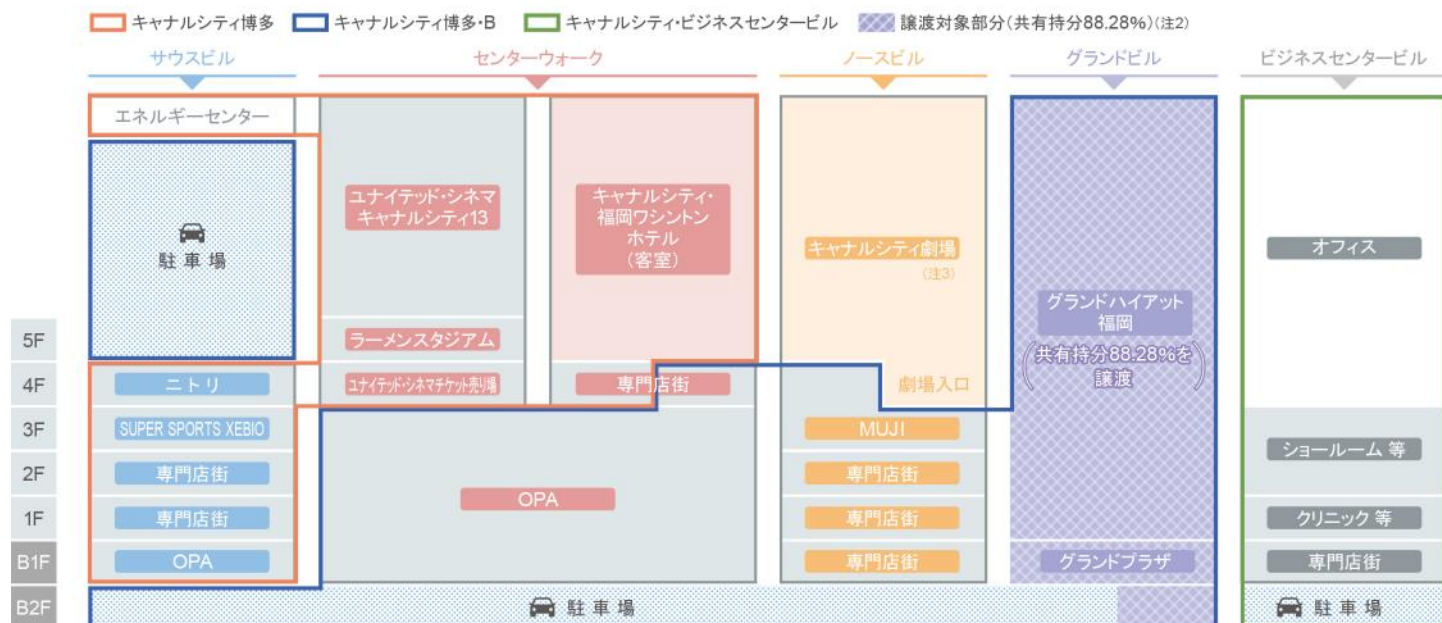 キャナルシティ博多
キャナルシティ博多・B
キャナルシティ・ビジネスセンタービル
譲渡対象部分(共有持分88.28%)(注2)
サウスビル
センターウォーク
ノースビル
グランドビル
ビジネスセンタービル
エネルギーセンター
駐車場
ユナイテッド・シネマ
キャナルシティ13
キャナルシティ・
福岡ワシントン
ホテル
(客室)
キャナルシティ劇場
(注3)
グランドハイアット
福岡
(共有持分88.28%を
譲渡)
オフィス
5F
ラーメンスタジアム
4F
ニトリ
ユナイテッド・シネマチケット売り場
専門店街
劇場入口
3F
SUPER SPORTS XEBIO
MUJI
ショールーム 等
2F
専門店街
OPA
専門店街
1F
専門店街
専門店街
クリニック 等
B1F
OPA
専門店街
グランドプラザ
専門店街
B2F
駐車場
駐車場